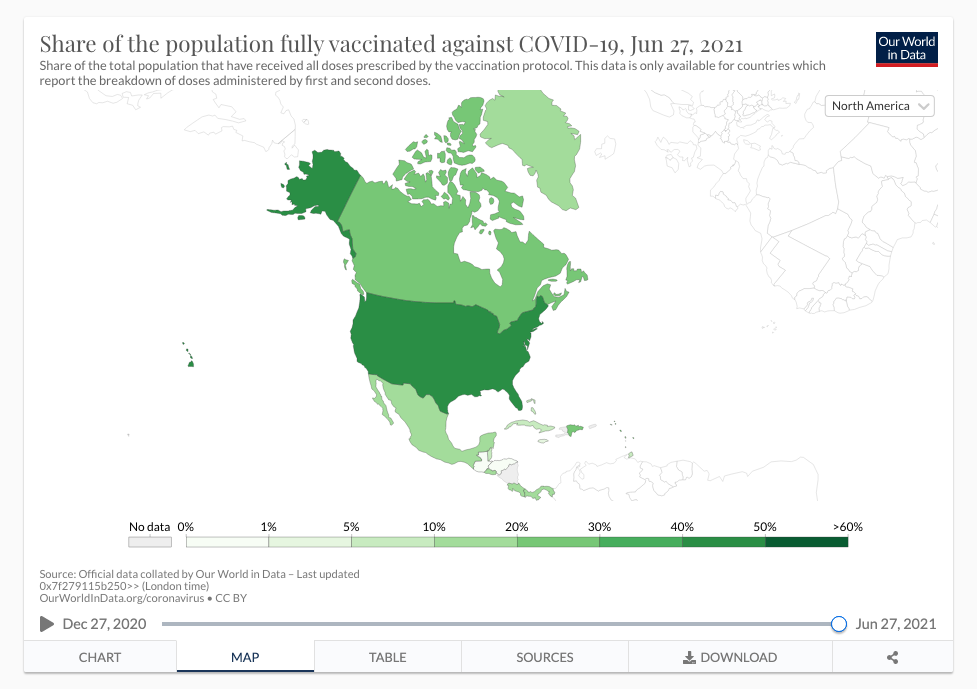 Share of the population fully vaccinated against COVID-19, Jun 27, 2021
Our World
in Data
Share of the total population that have received all doses prescribed by the vaccination protocol. This data is only available for countries which
report the breakdown of doses administered by first and second doses.
North America
No data 0% 1% 5% 10% 20% 30% 40% 50% >60%
Source: Official data collated by Our World in Data – Last updated
0x7f279115b250>> (London time)
OurWorldInData.org/coronavirus • CC BY
Dec 27, 2020
Jun 27, 2021
CHART MAP TABLE SOURCES DOWNLOAD